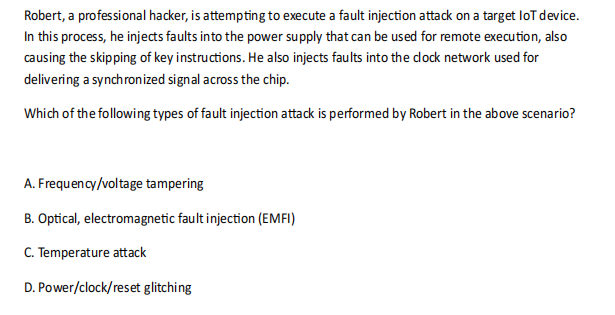 Robert, a professional hacker, is attempting to execute a fault injection attack on a target IoT device.
In this process, he injects faults into the power supply that can be used for remote execution, also
causing the skipping of key instructions. He also injects faults into the clock network used for
delivering a synchronized signal across the chip.
Which of the following types of fault injection attack is performed by Robert in the above scenario?
A. Frequency/voltage tampering
B. Optical, electromagnetic fault injection (EMFI)
C. Temperature attack
D. Power/clock/reset glitching